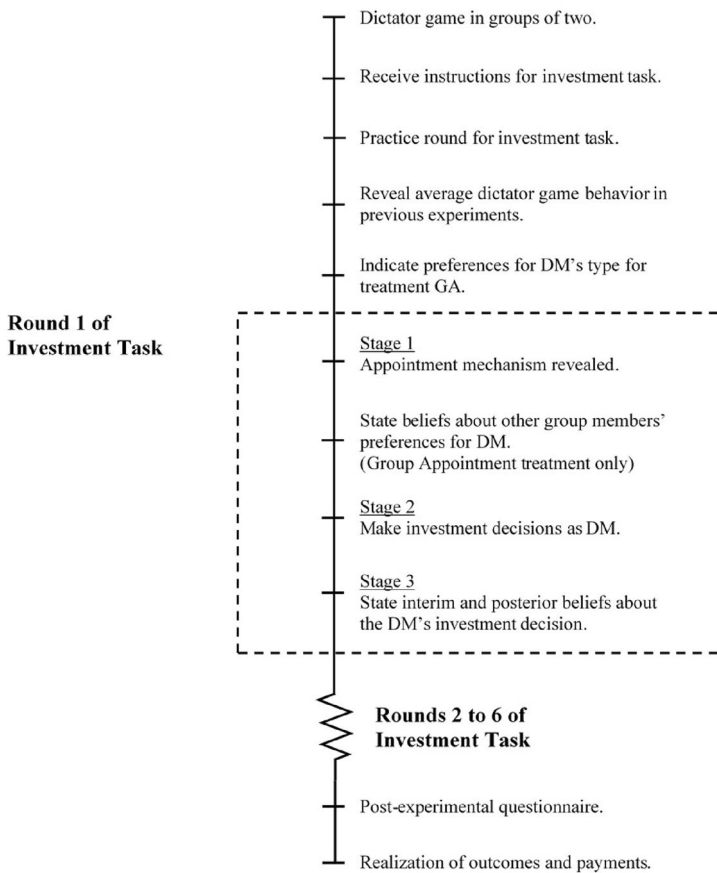 Dictator game in groups of two.
Receive instructions for investment task.
Practice round for investment task.
Reveal average dictator game behavior in
previous experiments.
Indicate preferences for DM's type for
treatment GA.
Round 1 of
Investment Task
Stage 1
Appointment mechanism revealed.
State beliefs about other group members'
preferences for DM.
(Group Appointment treatment only)
Stage 2
Make investment decisions as DM.
Stage 3
State interim and posterior beliefs about
the DM's investment decision.
Rounds 2 to 6 of
Investment Task
Post-experimental questionnaire.
Realization of outcomes and payments.